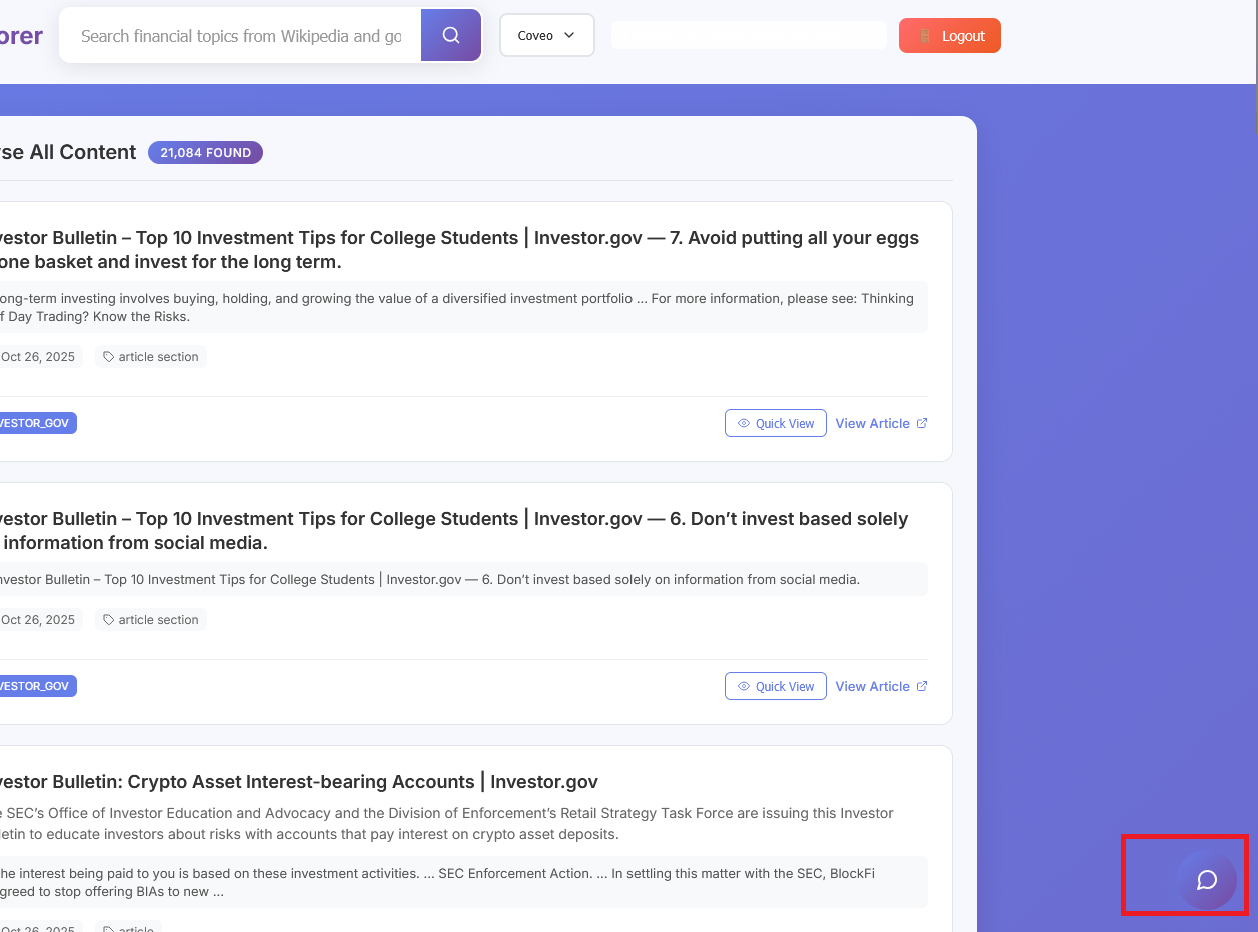 orer
Search financial topics from Wikipedia and go
Coveo
Logout
se All Content
21,084 FOUND
vestor Bulletin – Top 10 Investment Tips for College Students | Investor.gov — 7. Avoid putting all your eggs
one basket and invest for the long term.
ong-term investing involves buying, holding, and growing the value of a diversified investment portfolio ... For more information, please see: Thinking
f Day Trading? Know the Risks.
Oct 26, 2025
article section
VESTOR_GOV
Quick View
View Article
vestor Bulletin – Top 10 Investment Tips for College Students | Investor.gov — 6. Don’t invest based solely
information from social media.
nvestor Bulletin – Top 10 Investment Tips for College Students | Investor.gov — 6. Don’t invest based solely on information from social media.
Oct 26, 2025
article section
VESTOR_GOV
Quick View
View Article
vestor Bulletin: Crypto Asset Interest-bearing Accounts | Investor.gov
e SEC’s Office of Investor Education and Advocacy and the Division of Enforcement’s Retail Strategy Task Force are issuing this Investor
letin to educate investors about risks with accounts that pay interest on crypto asset deposits.
he interest being paid to you is based on these investment activities. ... SEC Enforcement Action. ... In settling this matter with the SEC, BlockFi
greed to stop offering BIAs to new ...
Oct 26, 2025
article